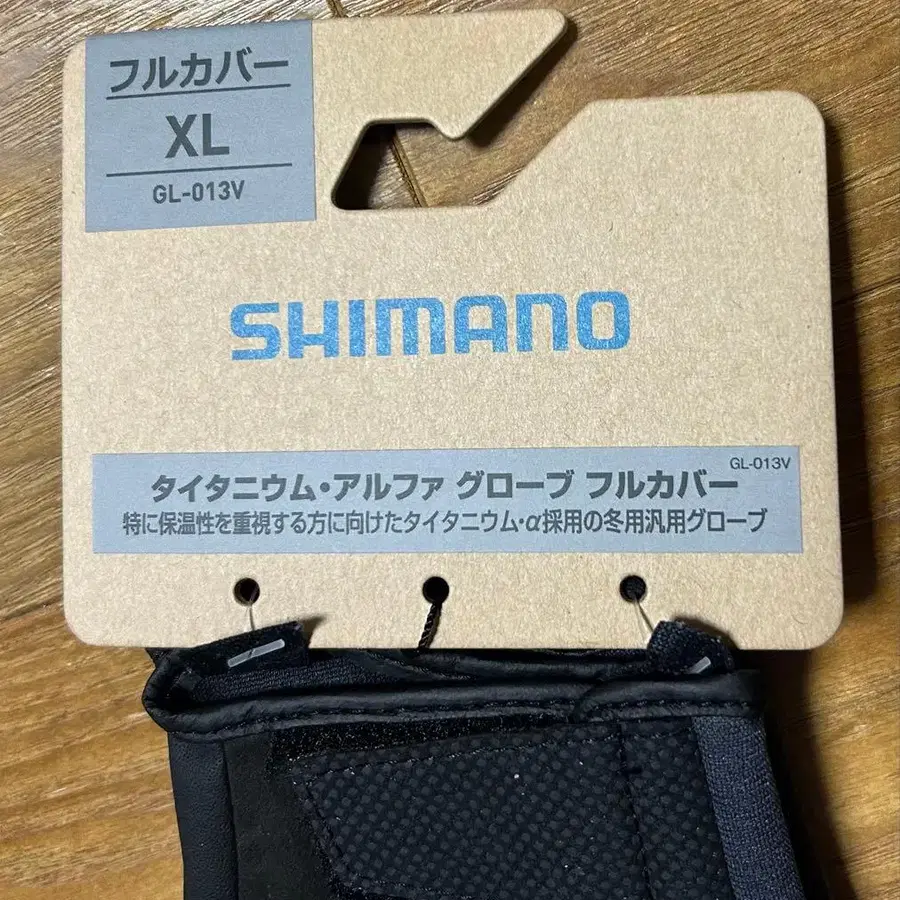 フルカバー
XL
GL-013V
SHIMANO
GL-013V
タイタニウム・アルファ グローブ フルカバー
特に保温性を重視する方に向けたタイタニウム・α採用の冬用汎用グローブ